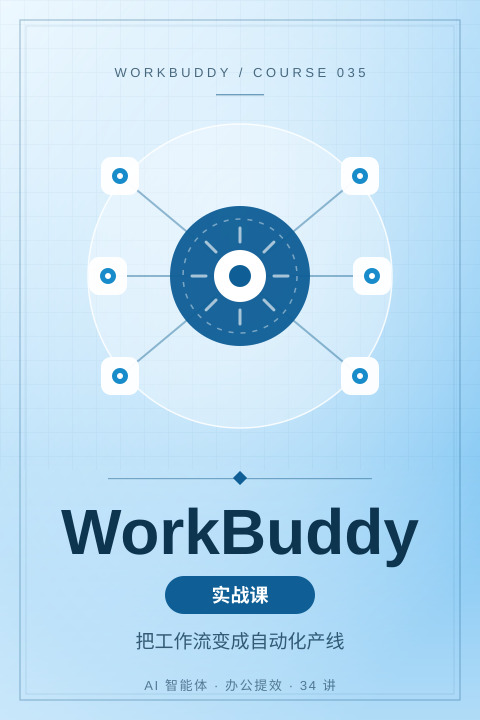 WORKBUDDY / COURSE 035
WorkBuddy
实战课
把工作流变成自动化产线
AI 智能体 · 办公提效 · 34 讲